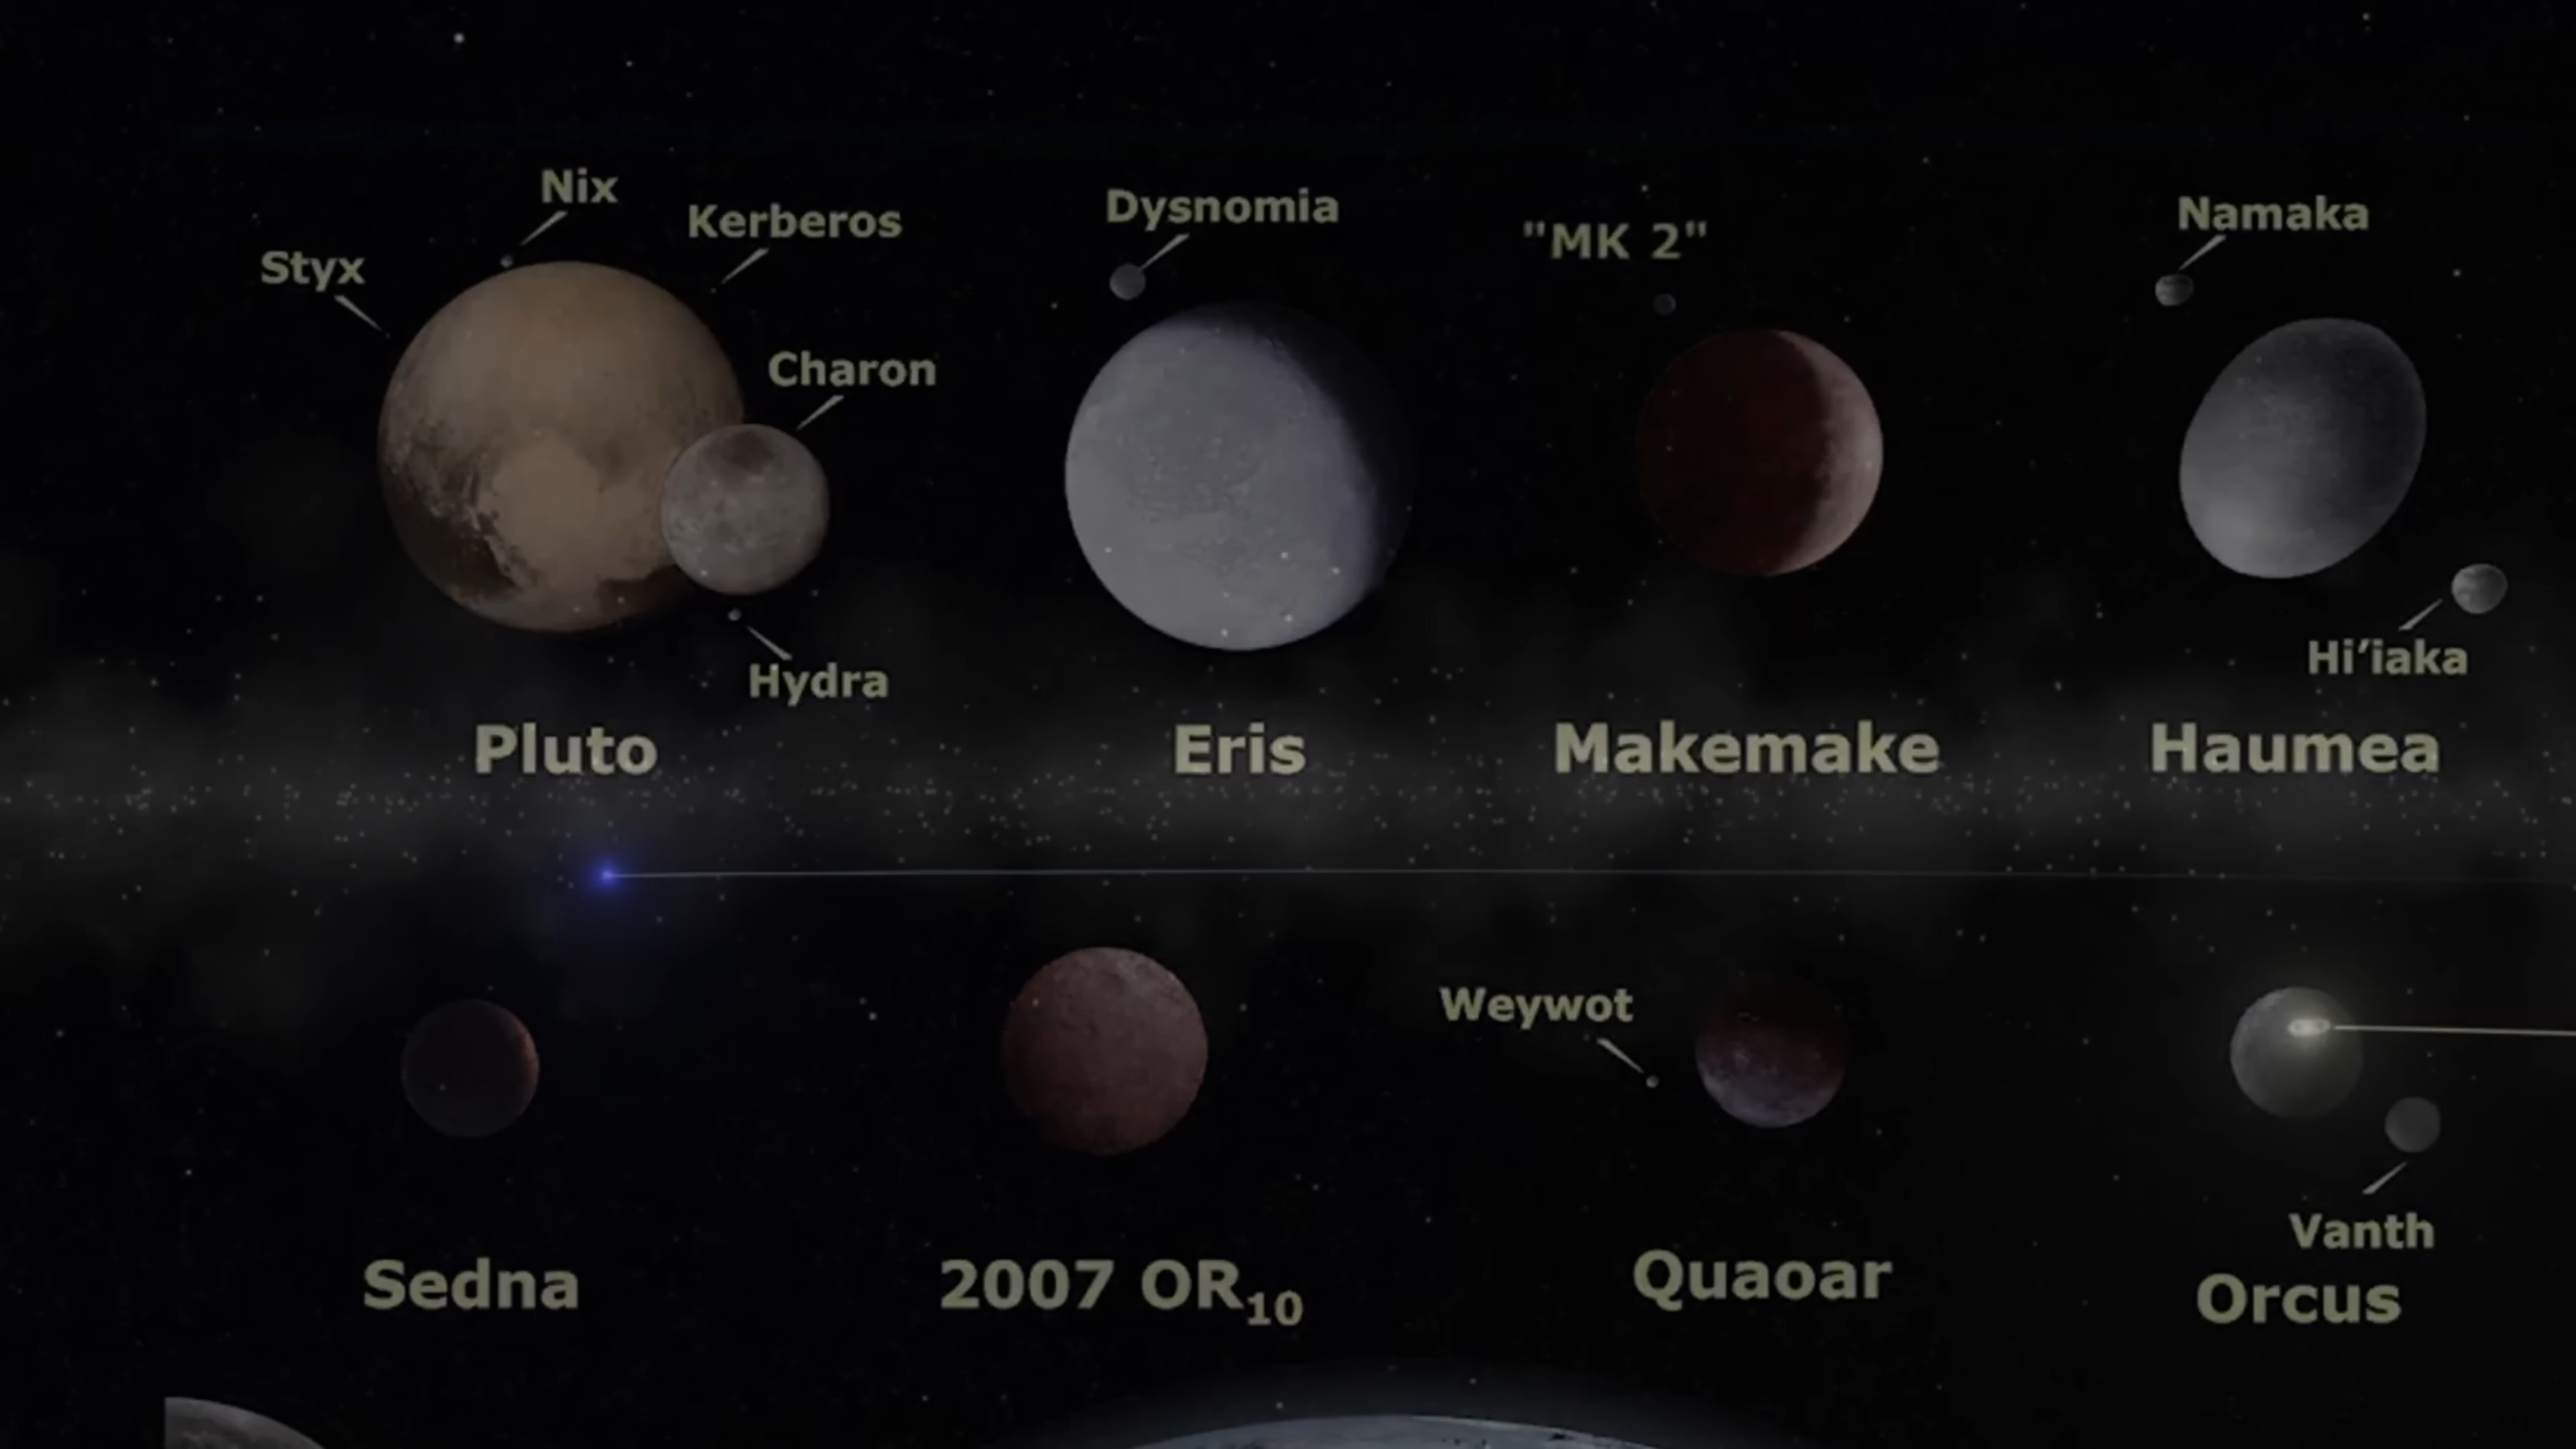 Nix
Kerberos
Styx
Charon
Hydra
Pluto
Dysnomia
Eris
"MK 2"
Makemake
Namaka
Hi’iaka
Haumea
Sedna
2007 OR₁₀
Weywot
Quaoar
Vanth
Orcus